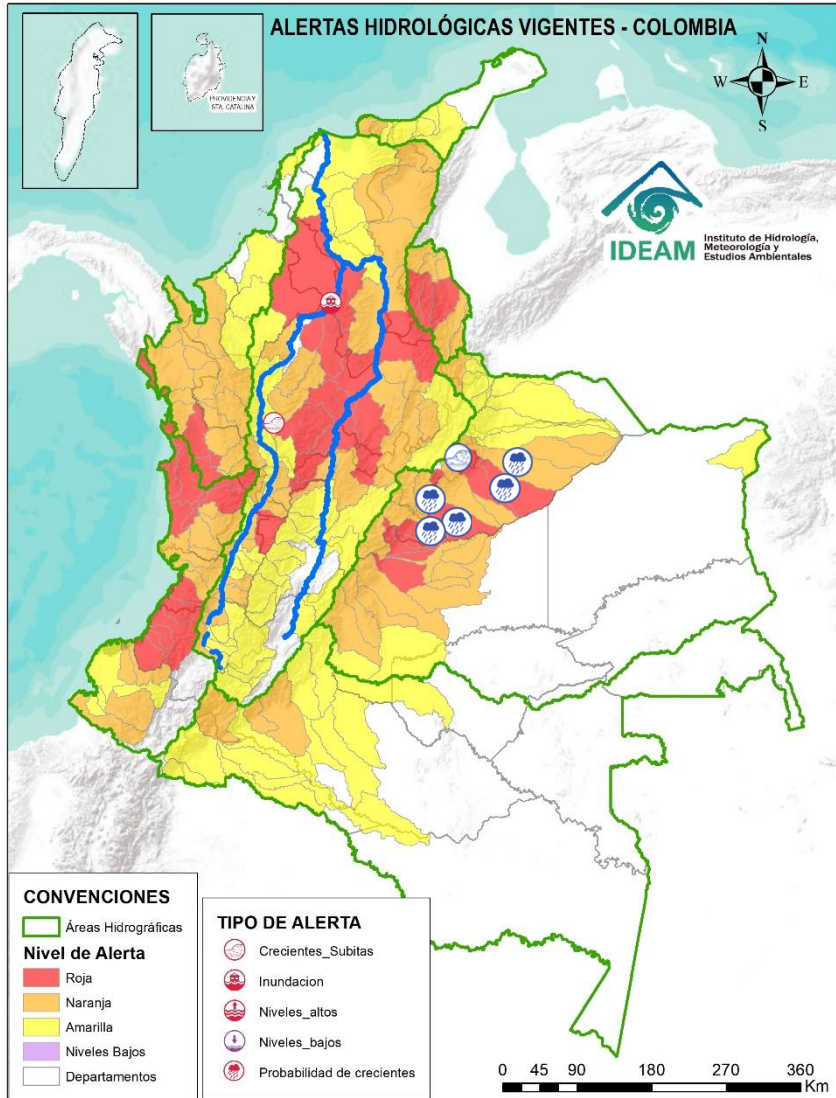 ALERTAS HIDROLÓGICAS VIGENTES - COLOMBIA
PROVIDENCIA Y
STA. CATALINA
N
W
E
S
IDEAM
Instituto de Hidrología,
Meteorología y
Estudios Ambientales
CONVENCIONES
Áreas Hidrográficas
Nivel de Alerta
Roja
Naranja
Amarilla
Niveles Bajos
Departamentos
TIPO DE ALERTA
Crecientes_Subitas
Inundacion
Niveles_altos
Niveles_bajos
Probabilidad de crecientes
0 45 90 180 270 360
Km